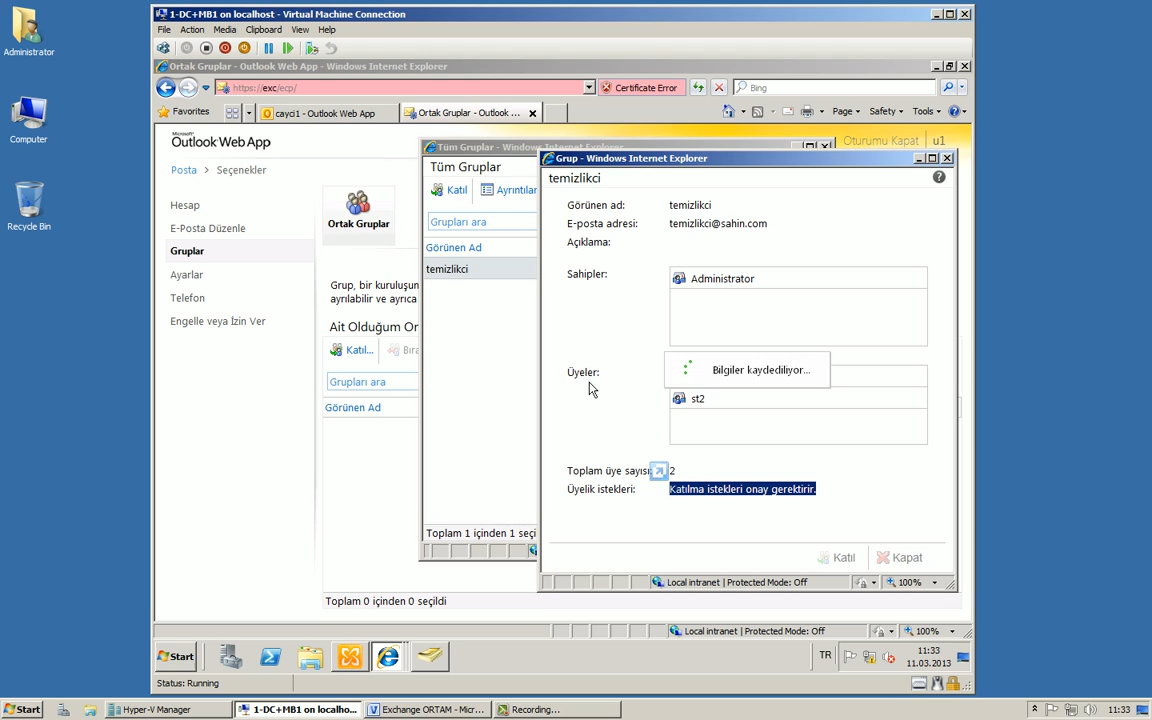 Administrator
Computer
Recycle Bin
1-DC+MB1 on localhost - Virtual Machine Connection
File Action Media Clipboard View Help
Ortak Gruplar - Outlook Web App - Windows Internet Explorer
https://exc/ecp/
Certificate Error
Bing
Favorites
cayci1 - Outlook Web App
Ortak Gruplar - Outlook ...
Page Safety Tools
Microsoft
Outlook Web App
Oturumu Kapat u1
Posta > Seçenekler
Hesap
E-Posta Düzenle
Gruplar
Ayarlar
Telefon
Engelle veya İzin Ver
Ortak Gruplar
Grup, bir kuruluşun
ayrılabilir ve ayrıca
Ait Olduğum Or
Katıl... Bıra
Grupları ara
Görünen Ad
Toplam 0 içinden 0 seçildi
Tüm Gruplar - Windows Internet Explorer
Tüm Gruplar
Katıl Ayrıntılar
Grupları ara
Görünen Ad
temizlikci
Toplam 1 içinden 1 seçi
Grup - Windows Internet Explorer
temizlikci
Görünen ad: temizlikci
E-posta adresi: temizlikci@sahin.com
Açıklama:
Sahipler:
Administrator
Bilgiler kaydediliyor...
Üyeler:
st2
Toplam üye sayısı: 2
Üyelik istekleri: Katılma istekleri onay gerektirir.
Katıl Kapat
Local intranet | Protected Mode: Off 100%
Local intranet | Protected Mode: Off 100%
Start
TR
11:33
11.03.2013
Status: Running
Start
Hyper-V Manager
1-DC+MB1 on localho...
Exchange ORTAM - Micr...
Recording...
11:33